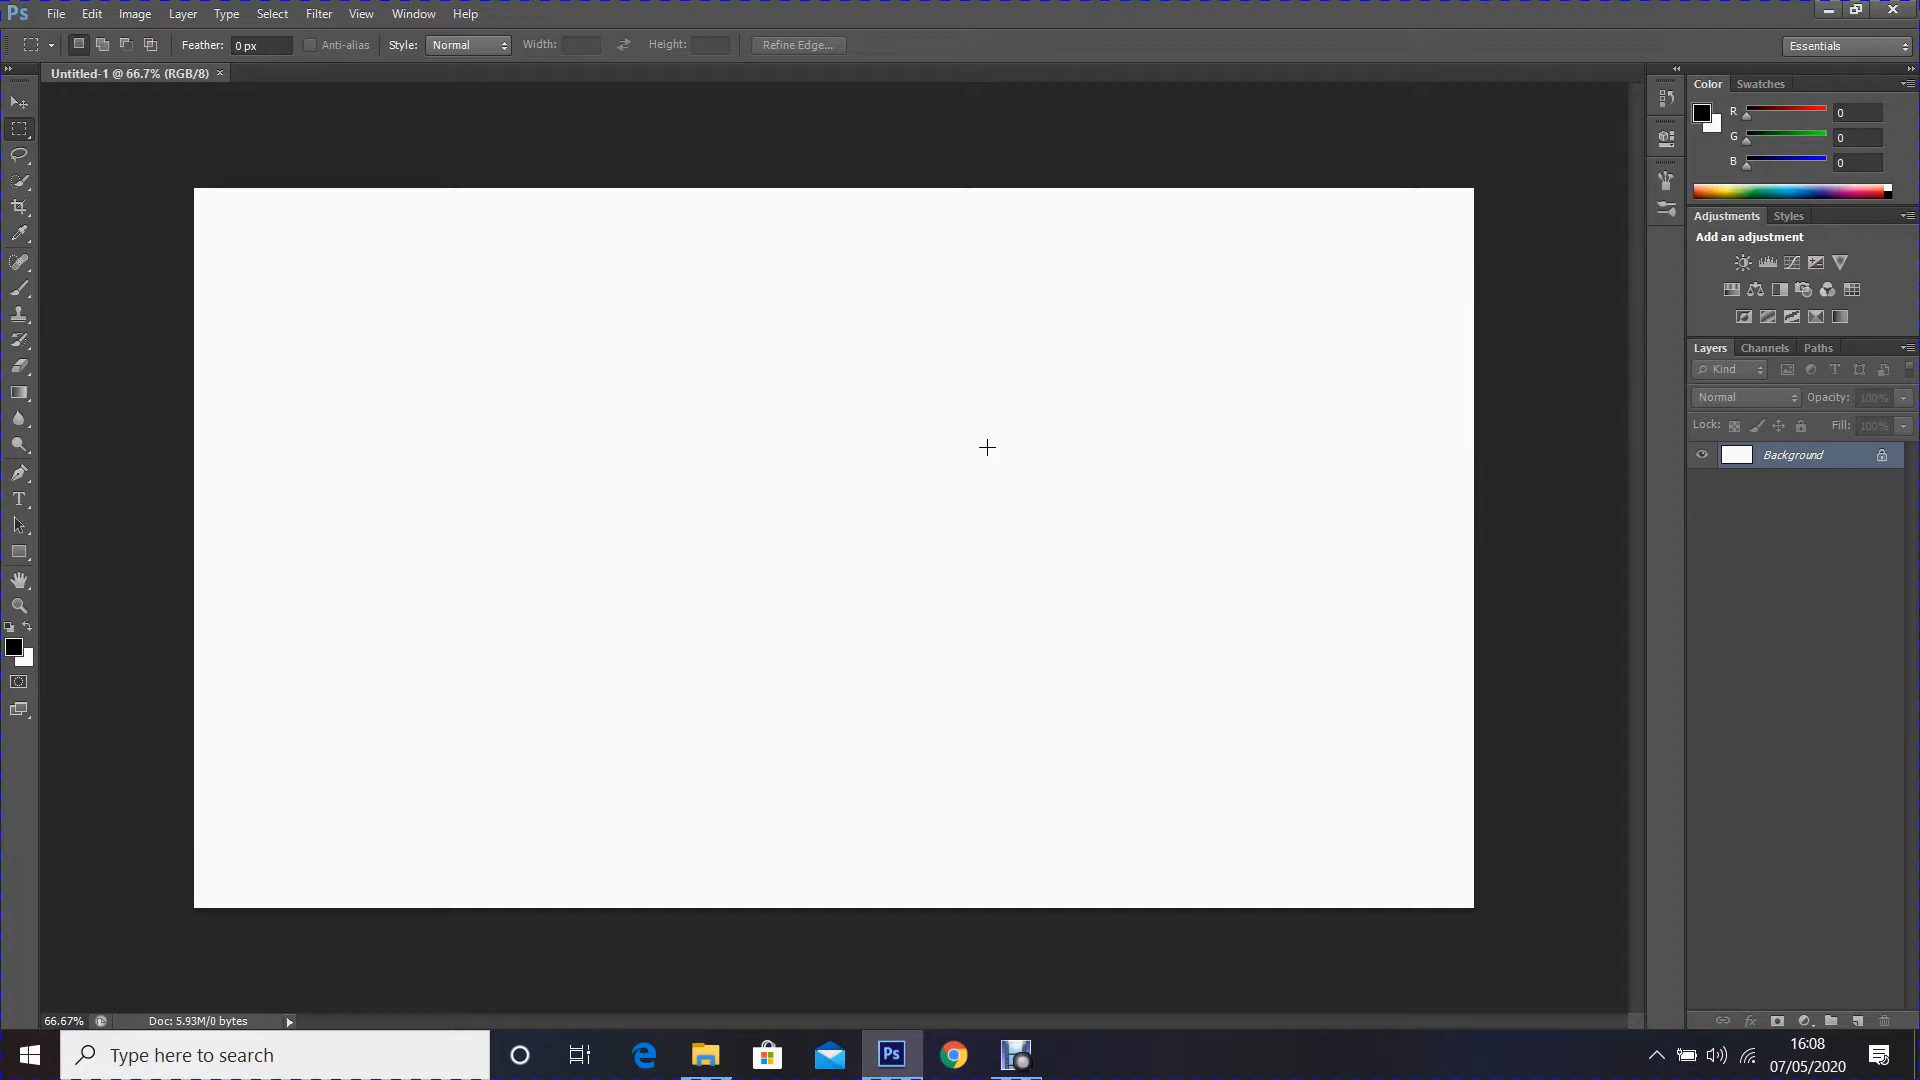 Ps File Edit Image Layer Type Select Filter View Window Help
Feather: 0 px Anti-alias Style: Normal Width: Height: Refine Edge... Essentials
Untitled-1 @ 66.7% (RGB/8) ×
Color Swatches
R 0
G 0
B 0
Adjustments Styles
Add an adjustment
Layers Channels Paths
Kind
Normal Opacity: 100%
Lock: Fill: 100%
Background
T
66.67% Doc: 5.93M/0 bytes
Type here to search
Ps
16:08
07/05/2020